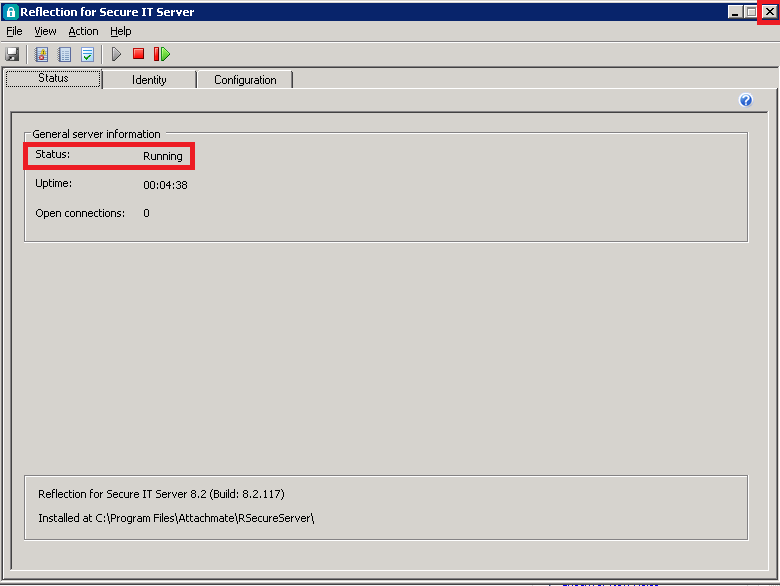 Reflection for Secure IT Server
File View Action Help
Status Identity Configuration
General server information
Status: Running
Uptime: 00:04:38
Open connections: 0
Reflection for Secure IT Server 8.2 (Build: 8.2.117)
Installed at C:\Program Files\Attachmate\RSecureServer\